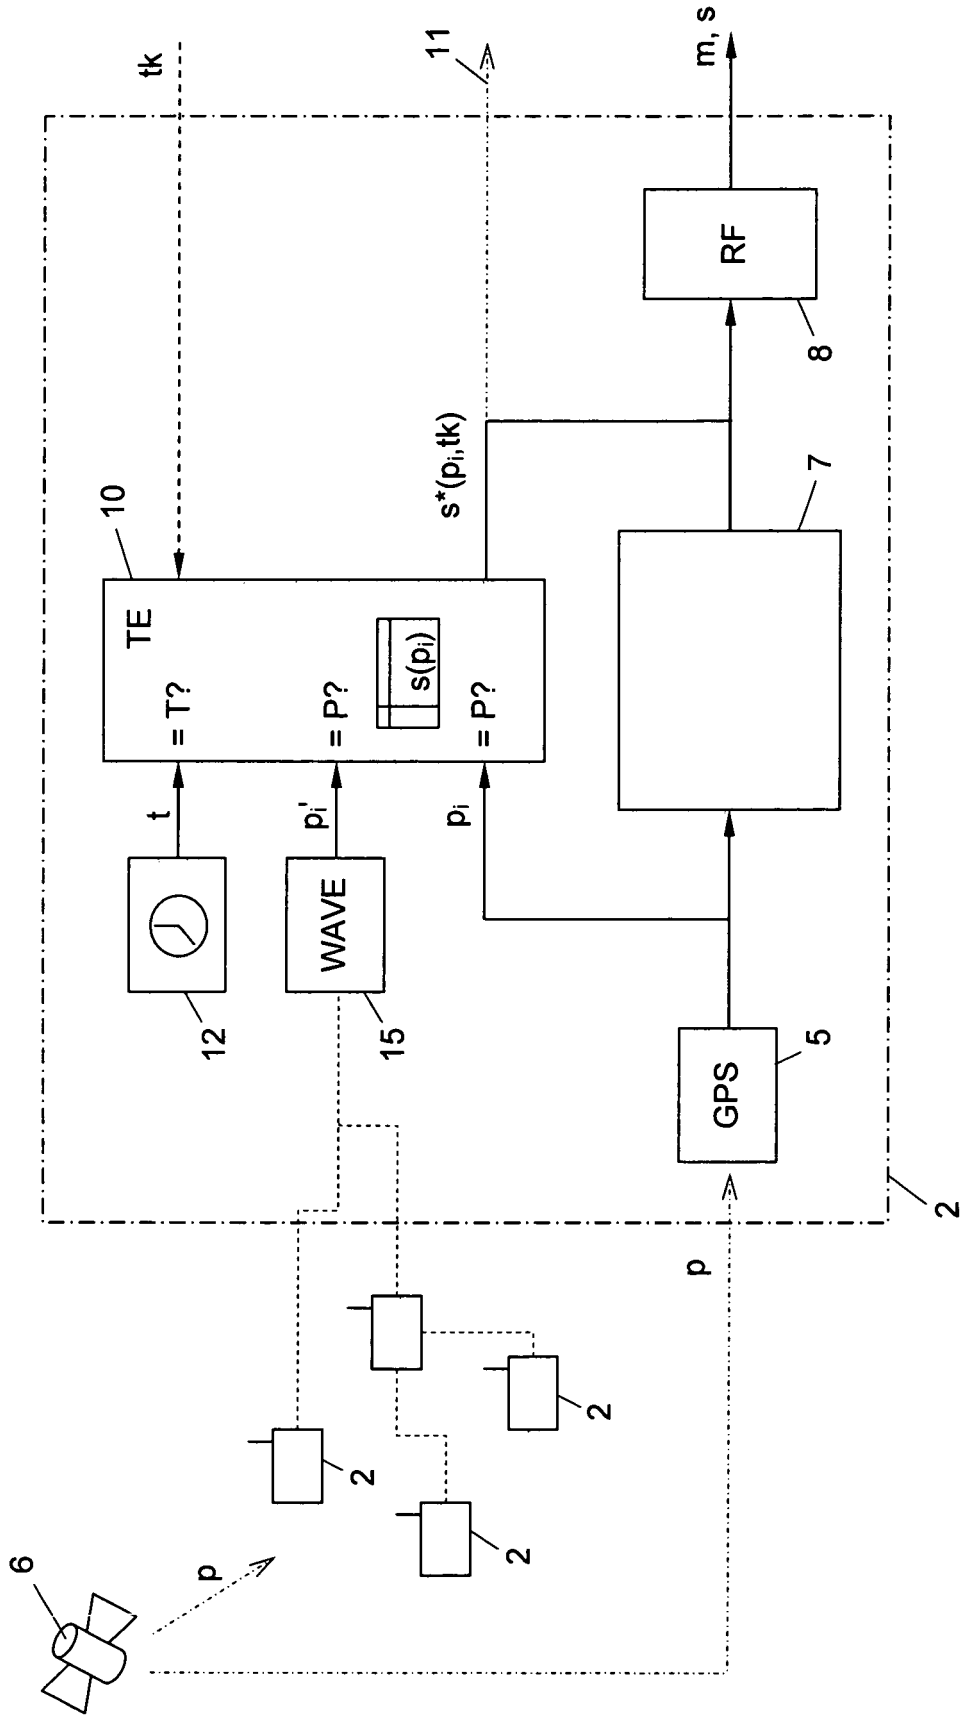 6
p
2
2
2
p
2
12
t
= T?
TE
10
tk
15
WAVE
pᵢ'
= P?
s(pᵢ)
pᵢ
= P?
s*(pᵢ,tk)
11
5
GPS
7
8
RF
m, s